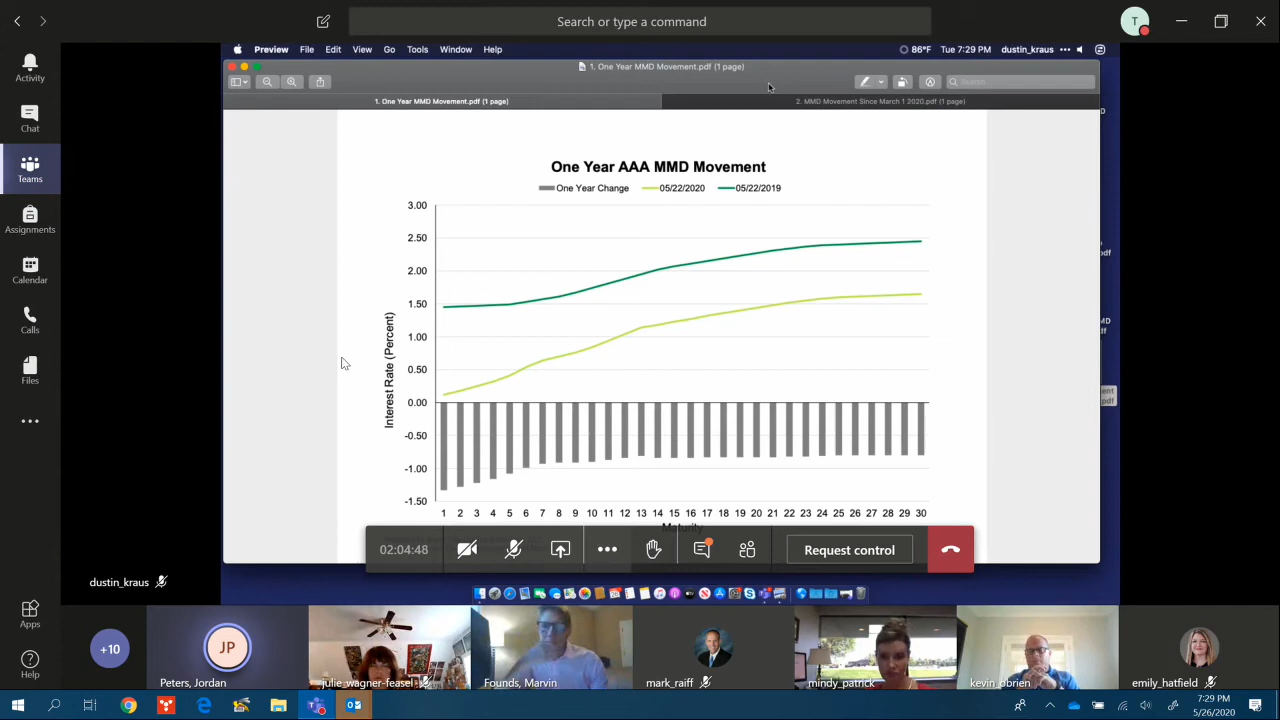 Search or type a command
T
Activity
Chat
Teams
Assignments
Calendar
Calls
Files
Apps
Help
Preview File Edit View Go Tools Window Help
86°F Tue 7:29 PM dustin_kraus
1. One Year MMD Movement.pdf (1 page)
Search
1. One Year MMD Movement.pdf (1 page)
2. MMD Movement Since March 1 2020.pdf (1 page)
One Year AAA MMD Movement
One Year Change 05/22/2020 05/22/2019
Interest Rate (Percent)
3.00
2.50
2.00
1.50
1.00
0.50
0.00
-0.50
-1.00
-1.50
1 2 3 4 5 6 7 8 9 10 11 12 13 14 15 16 17 18 19 20 21 22 23 24 25 26 27 28 29 30
Maturity
02:04:48
Request control
dustin_kraus
+10
JP
Peters, Jordan
julie_wagner-feasel
Founds, Marvin
mark_raiff
mindy_patrick
kevin_obrien
emily_hatfield
7:29 PM
5/26/2020